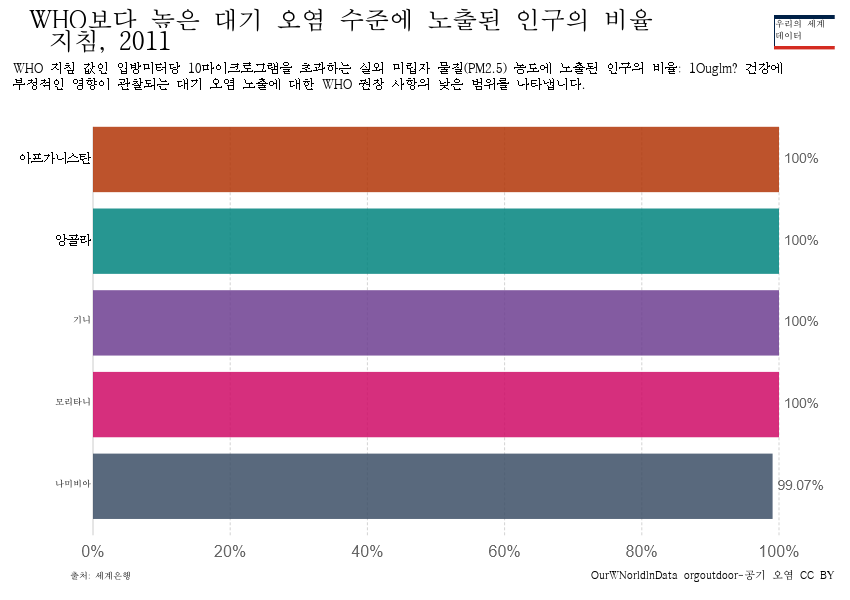 WHO보다 높은 대기 오염 수준에 노출된 인구의 비율
지침, 2011
우리의 세계
데이터
WHO 지침 값인 입방미터당 10마이크로그램을 초과하는 실외 미립자 물질(PM2.5) 농도에 노출된 인구의 비율: 1Ouglm? 건강에
부정적인 영향이 관찰되는 대기 오염 노출에 대한 WHO 권장 사항의 낮은 범위를 나타냅니다.
아프가니스탄 100%
앙골라 100%
기니 100%
모리타니 100%
나미비아 99.07%
0% 20% 40% 60% 80% 100%
출처: 세계은행
OurWNorldInData orgoutdoor-공기 오염 CC BY